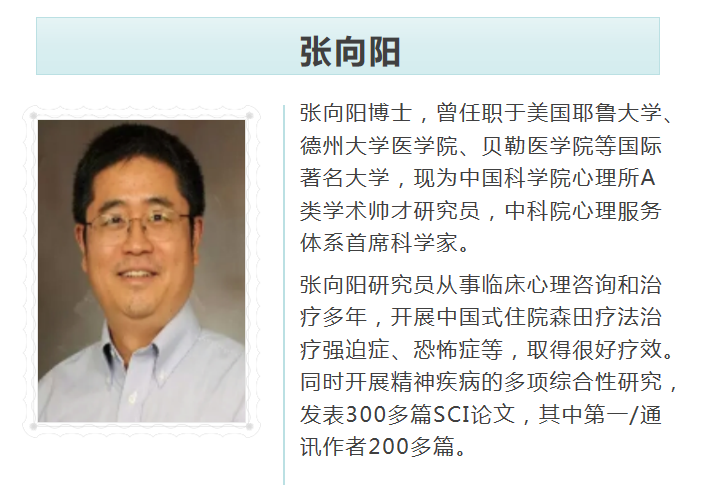 张向阳
张向阳博士，曾任职于美国耶鲁大学、
德州大学医学院、贝勒医学院等国际
著名大学，现为中国科学院心理所A
类学术帅才研究员，中科院心理服务
体系首席科学家。
张向阳研究员从事临床心理咨询和治
疗多年，开展中国式住院森田疗法治
疗强迫症、恐怖症等，取得很好疗效。
同时开展精神疾病的多项综合性研究，
发表300多篇SCI论文，其中第一/通
讯作者200多篇。